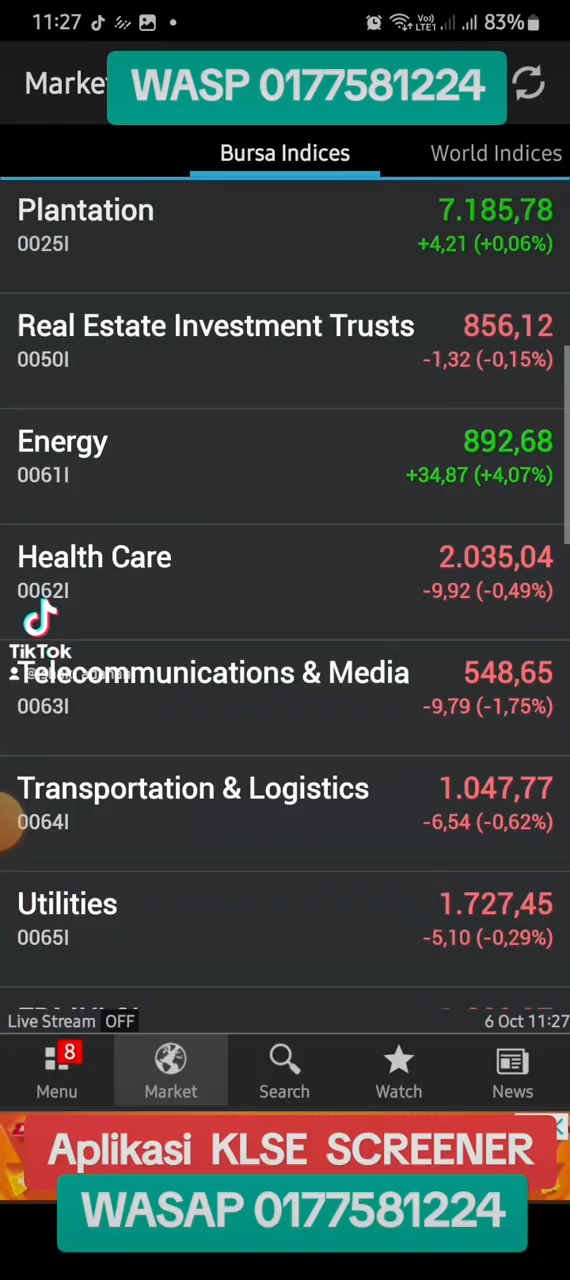 11:27
Vo)) LTE1 83%
Marke
WASP 0177581224
Bursa Indices World Indices
Plantation 7.185,78
0025I +4,21 (+0,06%)
Real Estate Investment Trusts 856,12
0050I -1,32 (-0,15%)
Energy 892,68
0061I +34,87 (+4,07%)
Health Care 2.035,04
0062I -9,92 (-0,49%)
TikTok
Telecommunications & Media 548,65
0063I -9,79 (-1,75%)
Transportation & Logistics 1.047,77
0064I -6,54 (-0,62%)
Utilities 1.727,45
0065I -5,10 (-0,29%)
Live Stream OFF 6 Oct 11:27
8
Menu Market Search Watch News
Aplikasi KLSE SCREENER
WASAP 0177581224